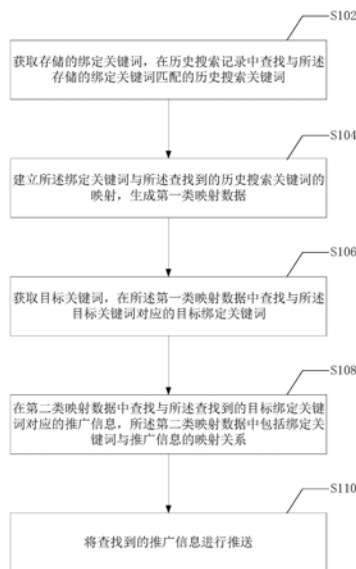 S102
获取存储的绑定关键词，在历史搜索记录中查找与所述
存储的绑定关键词匹配的历史搜索关键词
S104
建立所述绑定关键词与所述查找到的历史搜索关键词的
映射，生成第一类映射数据
S106
获取目标关键词，在所述第一类映射数据中查找与所述
目标关键词对应的目标绑定关键词
S108
在第二类映射数据中查找与所述查找到的目标绑定关键
词对应的推广信息，所述第二类映射数据中包括绑定关
键词与推广信息的映射关系
S110
将查找到的推广信息进行推送